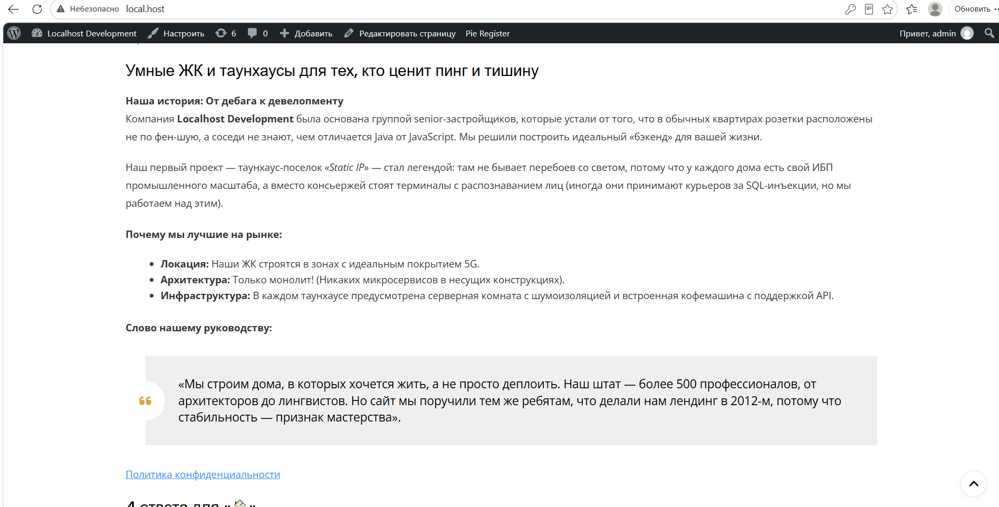 Небезопасно local.host Обновить
Localhost Development Настроить 6 0 Добавить Редактировать страницу Pie Register Привет, admin
Умные ЖК и таунхаусы для тех, кто ценит пинг и тишину
Наша история: От дебага к девелопменту
Компания Localhost Development была основана группой senior-застройщиков, которые устали от того, что в обычных квартирах розетки расположены
не по фен-шую, а соседи не знают, чем отличается Java от JavaScript. Мы решили построить идеальный «бэкенд» для вашей жизни.
Наш первый проект — таунхаус-поселок «Static IP» — стал легендой: там не бывает перебоев со светом, потому что у каждого дома есть свой ИБП
промышленного масштаба, а вместо консьержей стоят терминалы с распознаванием лиц (иногда они принимают курьеров за SQL-инъекции, но мы
работаем над этим).
Почему мы лучшие на рынке:
Локация: Наши ЖК строятся в зонах с идеальным покрытием 5G.
Архитектура: Только монолит! (Никаких микросервисов в несущих конструкциях).
Инфраструктура: В каждом таунхаусе предусмотрена серверная комната с шумоизоляцией и встроенная кофемашина с поддержкой API.
Слово нашему руководству:
«Мы строим дома, в которых хочется жить, а не просто деплоить. Наш штат — более 500 профессионалов, от
архитекторов до лингвистов. Но сайт мы поручили тем же ребятам, что делали нам лендинг в 2012-м, потому что
стабильность — признак мастерства».
Политика конфиденциальности
4 ответа для «🏠»